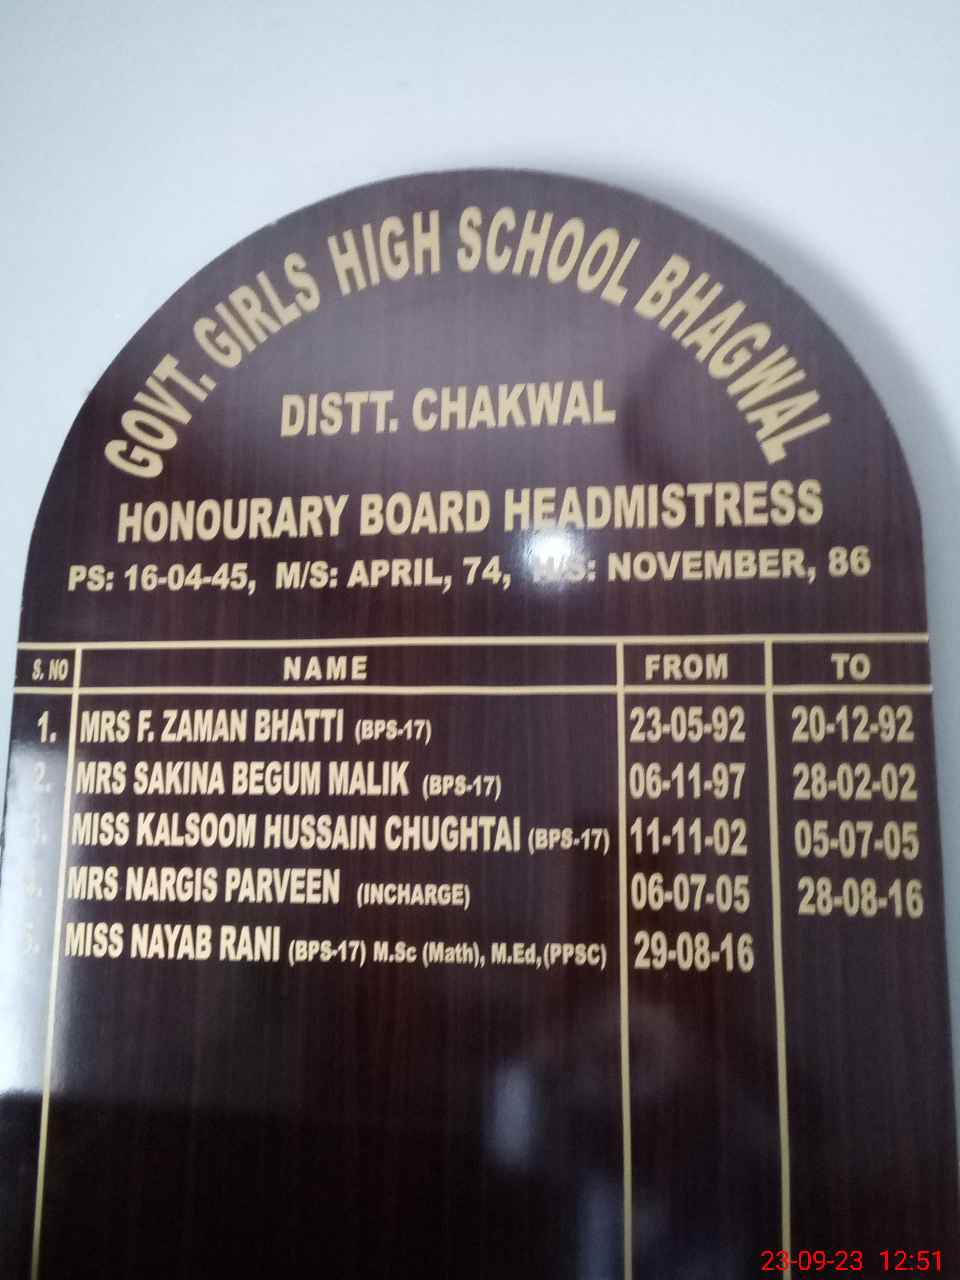 GOVT. GIRLS HIGH SCHOOL BHAGWAL
DISTT. CHAKWAL
HONOURARY BOARD HEADMISTRESS
PS: 16-04-45, M/S: APRIL, 74, H/S: NOVEMBER, 86
S. NO NAME FROM TO
1. MRS F. ZAMAN BHATTI (BPS-17) 23-05-92 20-12-92
2. MRS SAKINA BEGUM MALIK (BPS-17) 06-11-97 28-02-02
3. MISS KALSOOM HUSSAIN CHUGHTAI (BPS-17) 11-11-02 05-07-05
4. MRS NARGIS PARVEEN (INCHARGE) 06-07-05 28-08-16
5. MISS NAYAB RANI (BPS-17) M.Sc (Math), M.Ed,(PPSC) 29-08-16
23-09-23 12:51